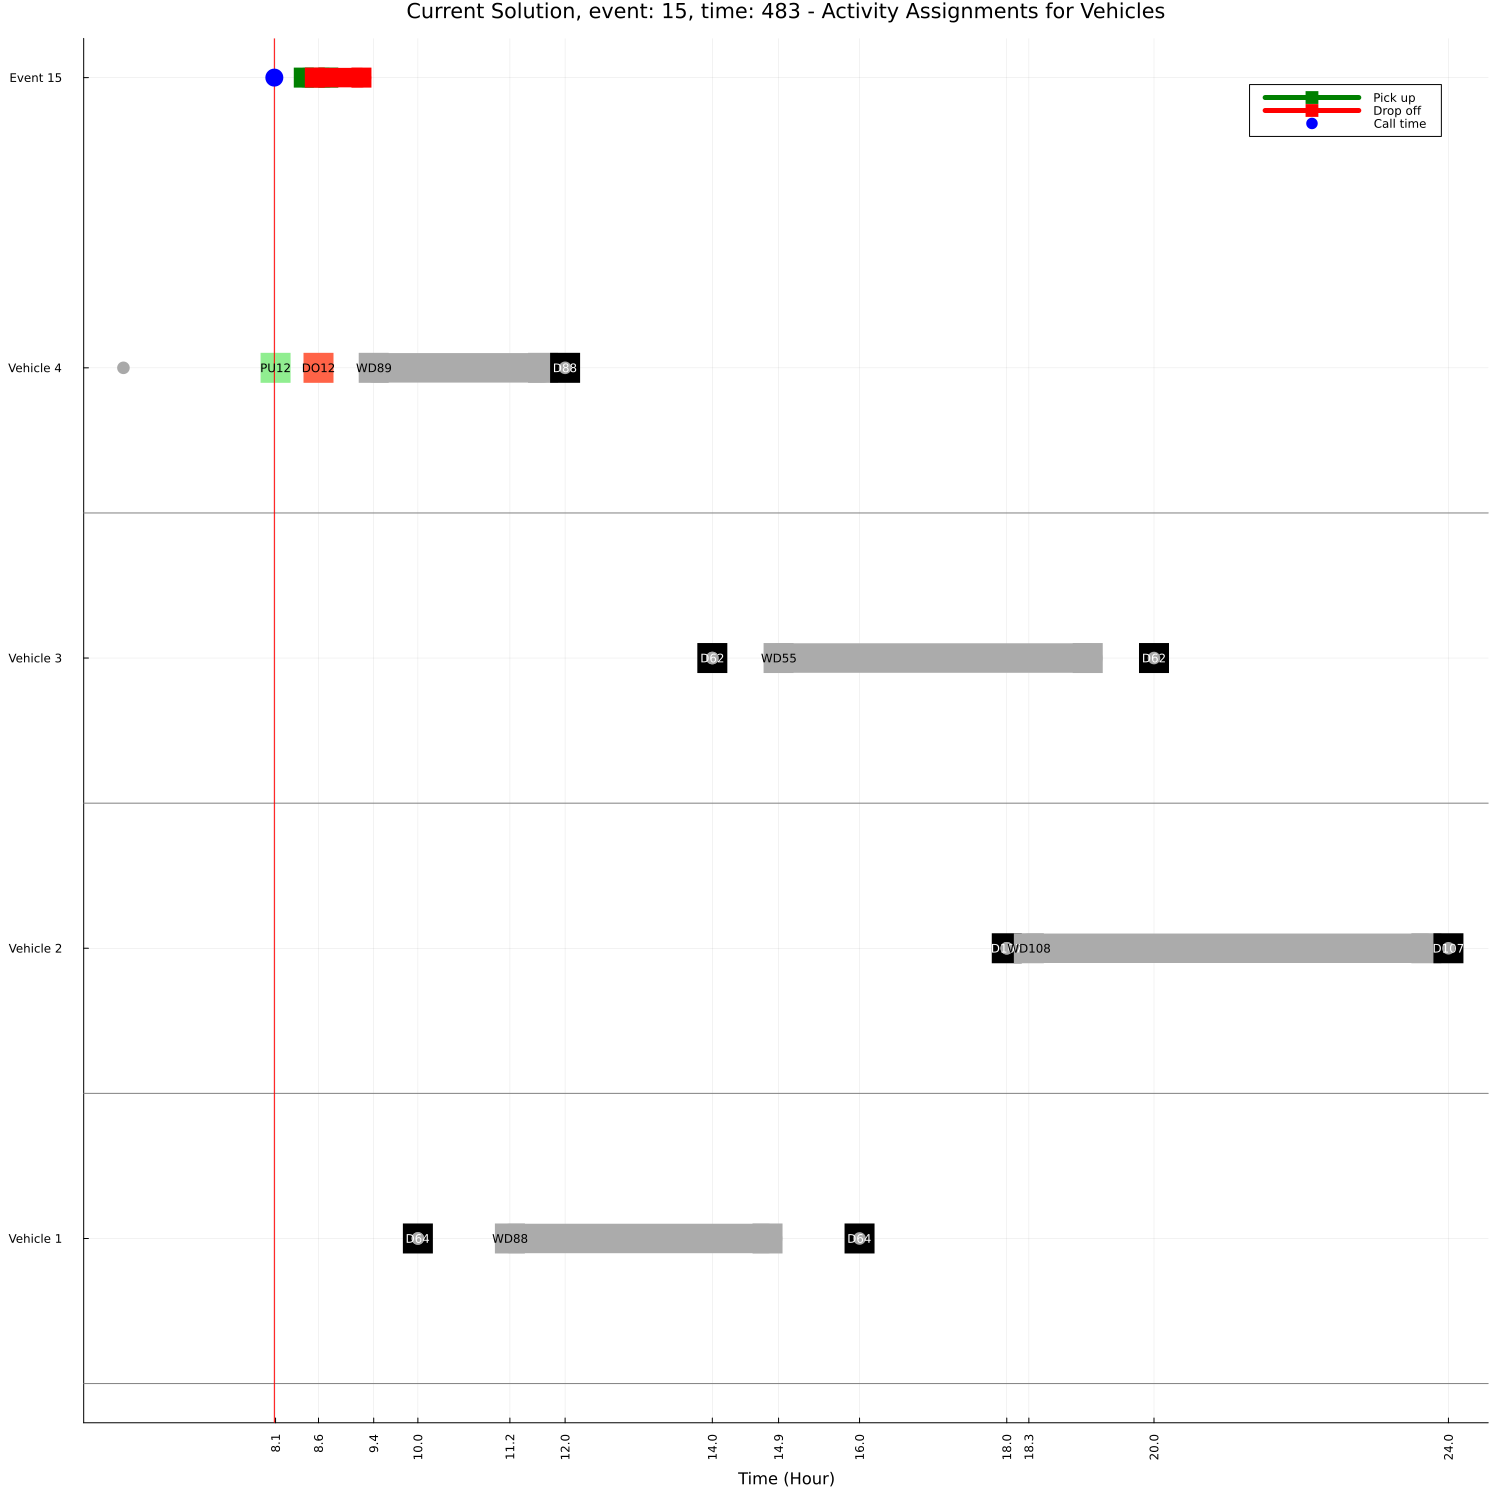 Current Solution, event: 15, time: 483 - Activity Assignments for Vehicles
Event 15
Pick up
Drop off
Call time
Vehicle 4
PU12
DO12
WD89
D88
Vehicle 3
D62
WD55
D62
Vehicle 2
WD108
D107
Vehicle 1
D64
WD88
D64
8.1
8.6
9.4
10.0
11.2
12.0
14.0
14.9
16.0
18.0
18.3
20.0
24.0
Time (Hour)